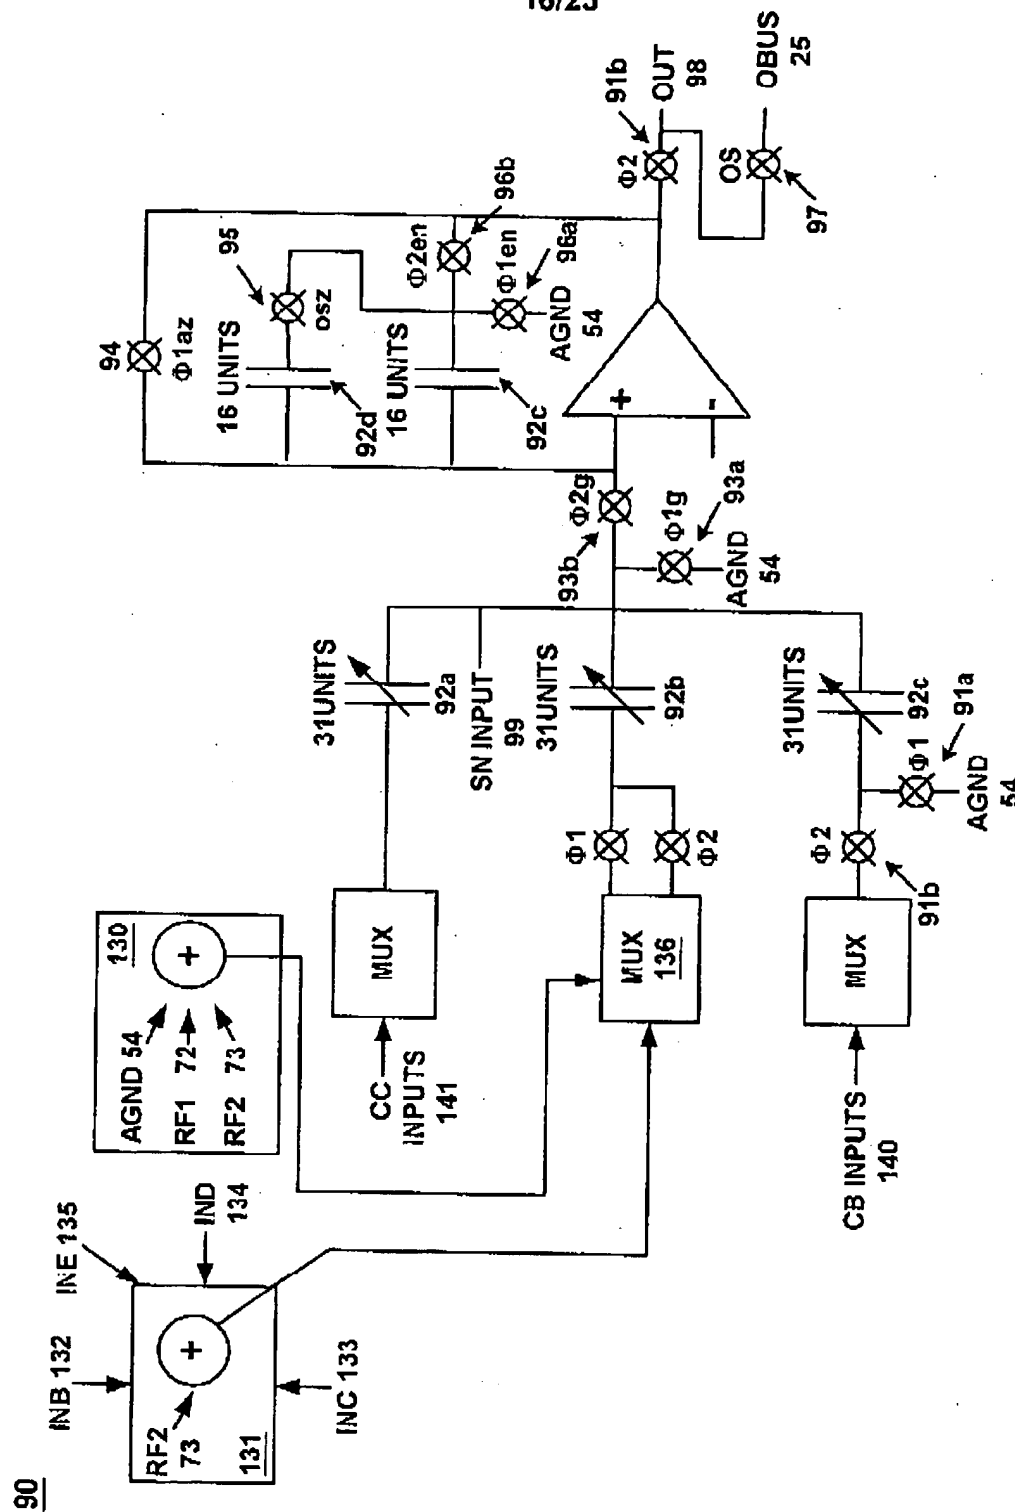 16/23
90
INB 132
INE 135
IND
134
RF2
73
131
INC 133
AGND 54
RF1 72
RF2 73
130
CC
INPUTS
141
MUX
MUX
136
CB INPUTS
140
MUX
Φ1
Φ2
Φ2
91b
Φ1
91a
AGND
54
31UNITS
92a
SN INPUT
99
31UNITS
92b
31UNITS
92c
93b
Φ2g
Φ1g
93a
AGND
54
94
Φ1az
16 UNITS
92d
95
osz
16 UNITS
92c
Φ2en
96b
Φ1en
96a
AGND
54
+
-
Φ2
91b
OUT
98
OS
97
OBUS
25
+
+